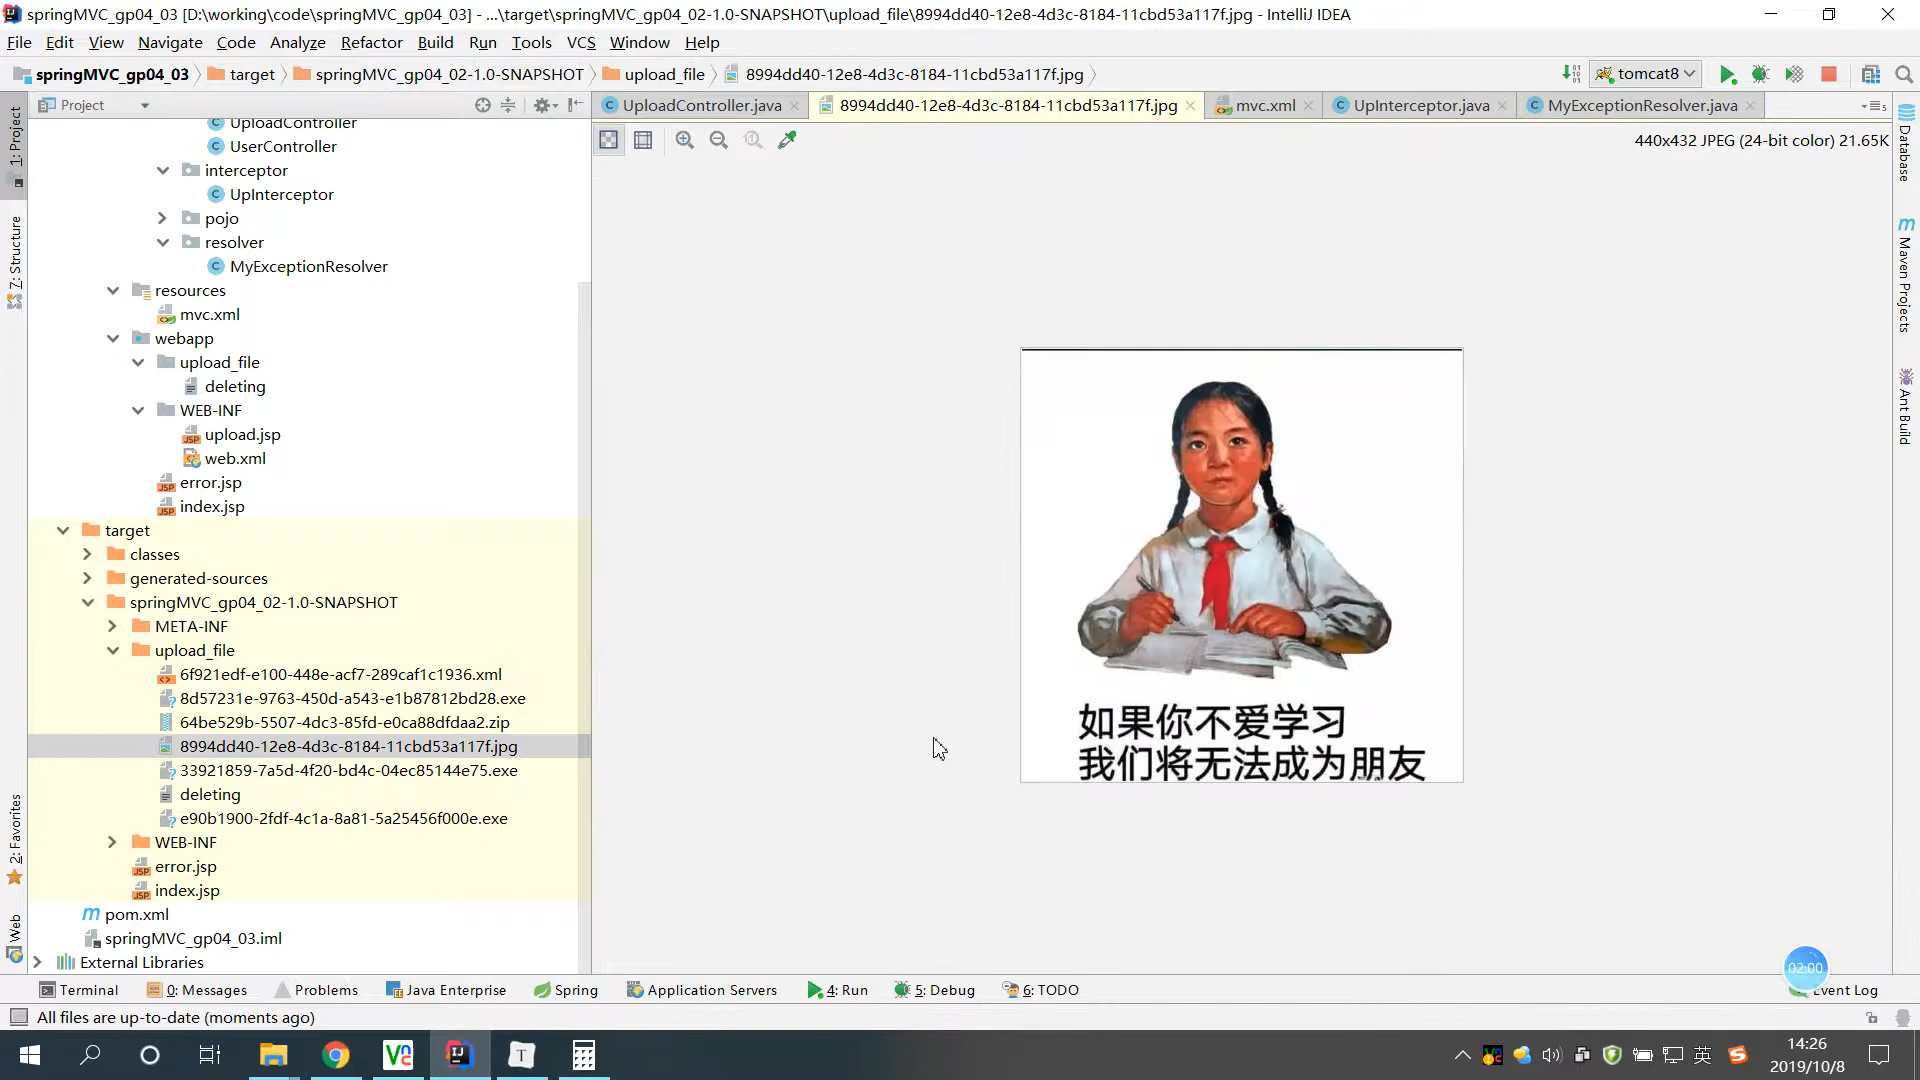 springMVC_gp04_03 [D:\working\code\springMVC_gp04_03] - ...\target\springMVC_gp04_02-1.0-SNAPSHOT\upload_file\8994dd40-12e8-4d3c-8184-11cbd53a117f.jpg - IntelliJ IDEA
File Edit View Navigate Code Analyze Refactor Build Run Tools VCS Window Help
springMVC_gp04_03 target springMVC_gp04_02-1.0-SNAPSHOT upload_file 8994dd40-12e8-4d3c-8184-11cbd53a117f.jpg tomcat8
Project UploadController.java 8994dd40-12e8-4d3c-8184-11cbd53a117f.jpg mvc.xml UpInterceptor.java MyExceptionResolver.java
440x432 JPEG (24-bit color) 21.65K
UploadController
UserController
interceptor
UpInterceptor
pojo
resolver
MyExceptionResolver
resources
mvc.xml
webapp
upload_file
deleting
WEB-INF
upload.jsp
web.xml
error.jsp
index.jsp
target
classes
generated-sources
springMVC_gp04_02-1.0-SNAPSHOT
META-INF
upload_file
6f921edf-e100-448e-acf7-289caf1c1936.xml
8d57231e-9763-450d-a543-e1b87812bd28.exe
64be529b-5507-4dc3-85fd-e0ca88dfdaa2.zip
8994dd40-12e8-4d3c-8184-11cbd53a117f.jpg
33921859-7a5d-4f20-bd4c-04ec85144e75.exe
deleting
e90b1900-2fdf-4c1a-8a81-5a25456f000e.exe
WEB-INF
error.jsp
index.jsp
pom.xml
springMVC_gp04_03.iml
External Libraries
1: Project
7: Structure
2: Favorites
Web
如果你不爱学习
我们将无法成为朋友
Database
Maven Projects
Ant Build
02:00
Terminal 0: Messages Problems Java Enterprise Spring Application Servers 4: Run 5: Debug 6: TODO Event Log
All files are up-to-date (moments ago)
英
14:26
2019/10/8